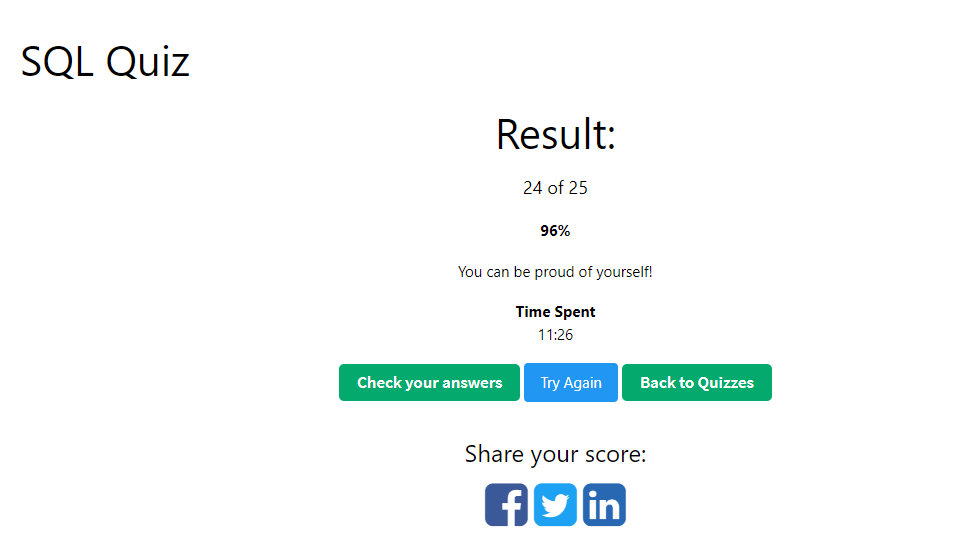 SQL Quiz
Result:
24 of 25
96%
You can be proud of yourself!
Time Spent
11:26
Check your answers Try Again Back to Quizzes
Share your score:
f in